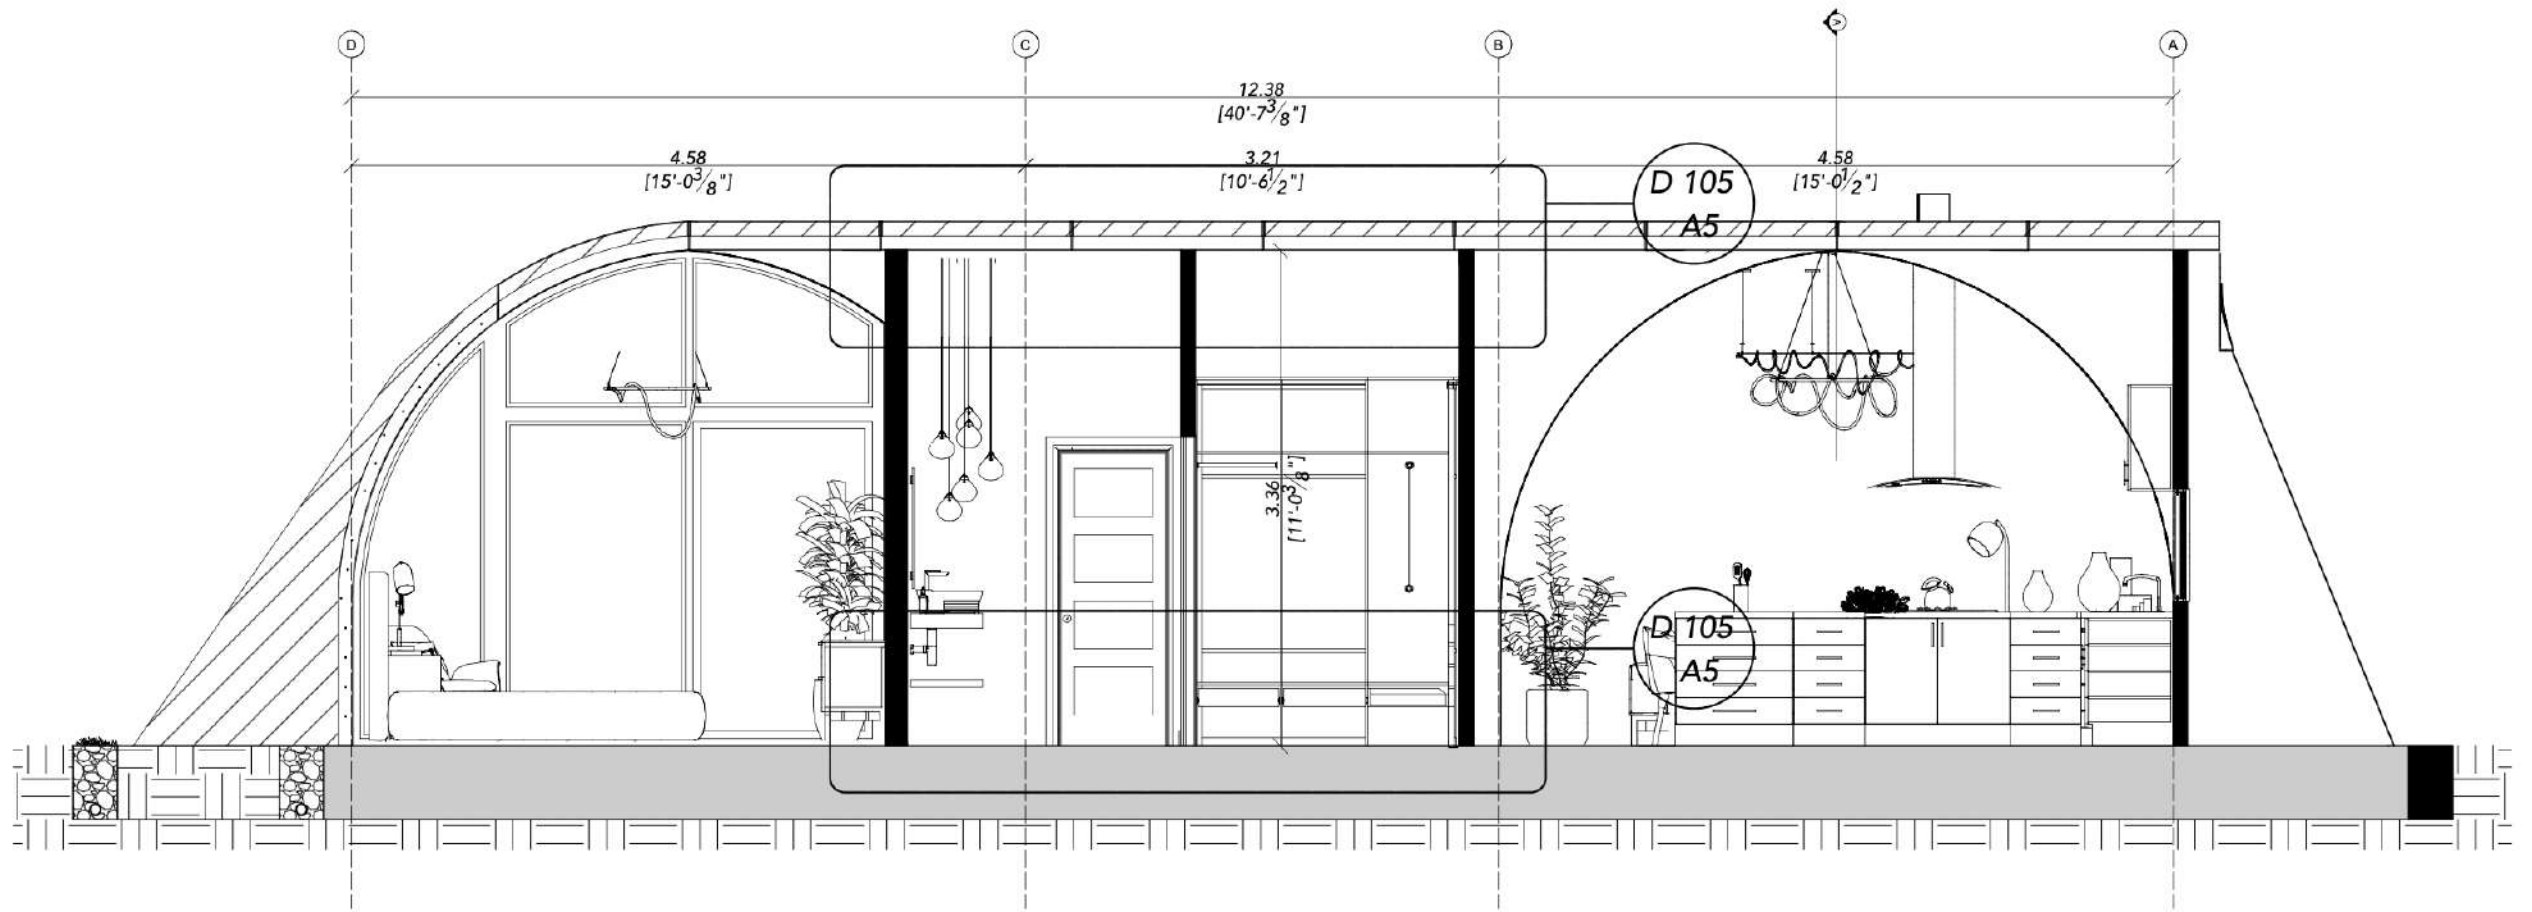 D
C
B
A
A
12.38
[40'-7 3/8"]
4.58
[15'-0 3/8"]
3.21
[10'-6 1/2"]
4.58
[15'-0 1/2"]
D 105
A5
3.36
[11'-0 3/8"]
D 105
A5